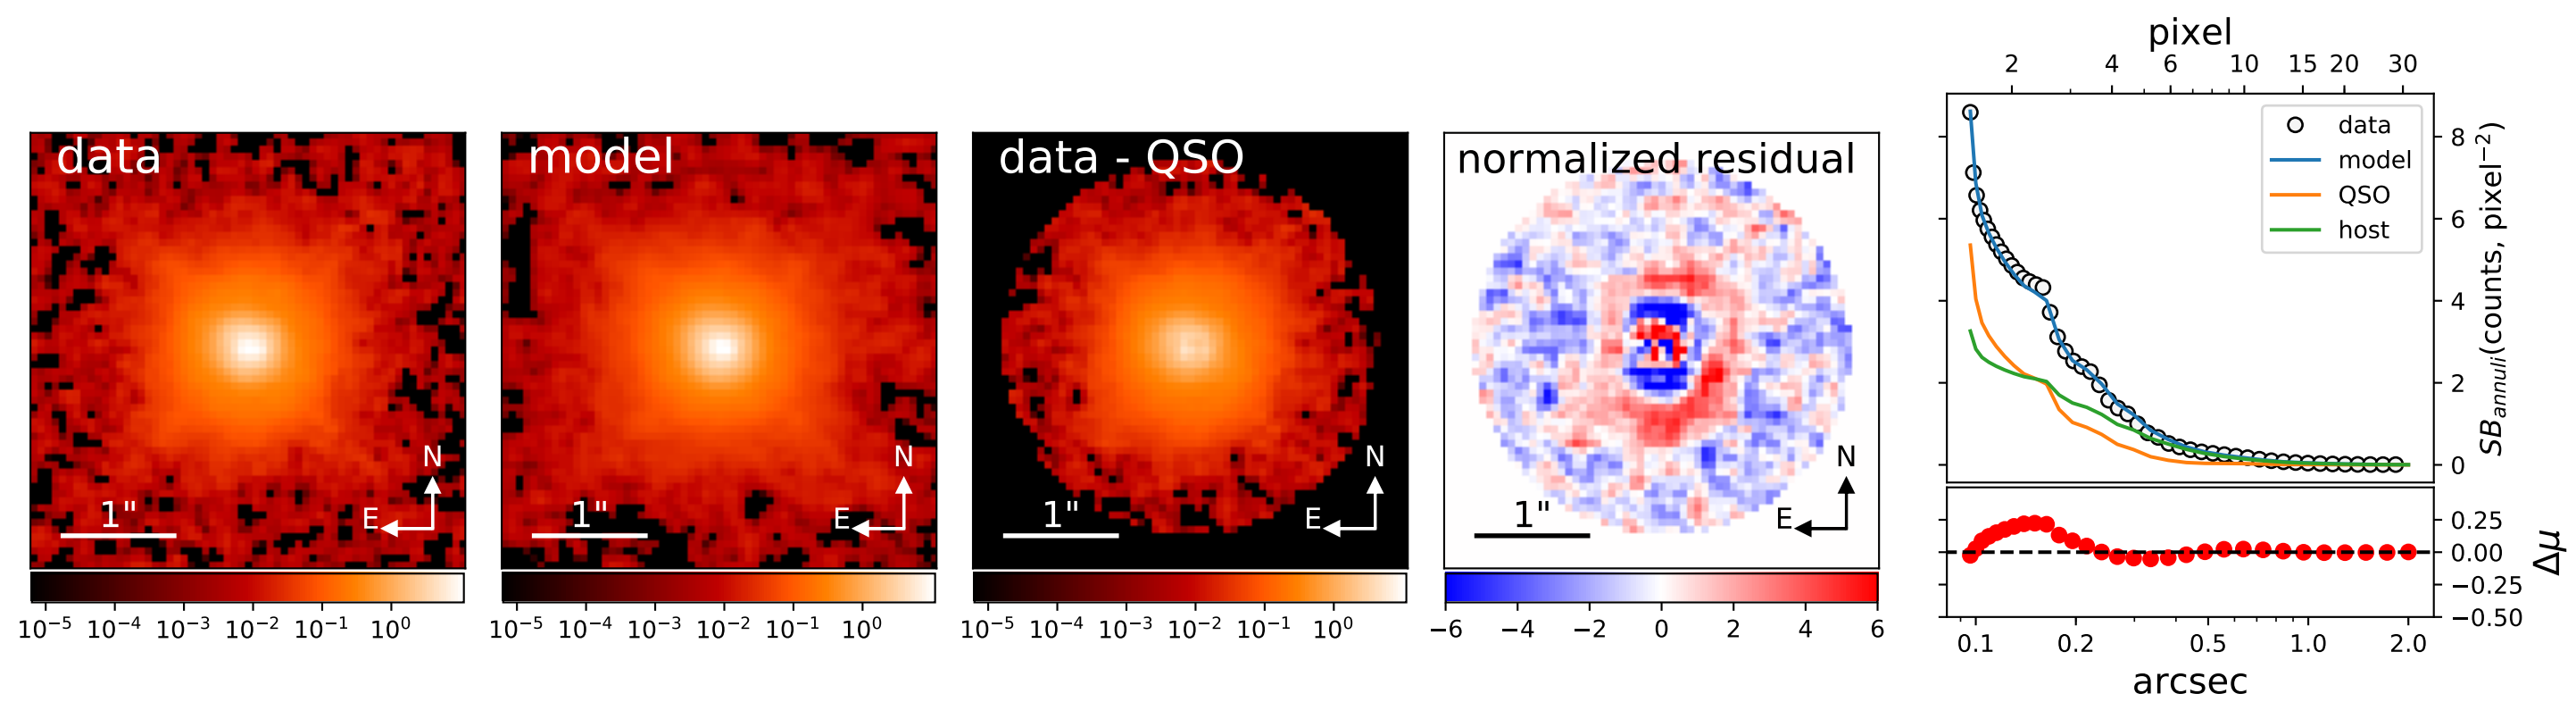 data
N
E
1"
10⁻⁵ 10⁻⁴ 10⁻³ 10⁻² 10⁻¹ 10⁰
model
N
E
1"
10⁻⁵ 10⁻⁴ 10⁻³ 10⁻² 10⁻¹ 10⁰
data - QSO
N
E
1"
10⁻⁵ 10⁻⁴ 10⁻³ 10⁻² 10⁻¹ 10⁰
normalized residual
N
E
1"
−6 −4 −2 0 2 4 6
pixel
2 4 6 10 15 20 30
data
model
QSO
host
8
6
4
2
0
SB_annuli(counts, pixel⁻²)
0.25
0.00
−0.25
−0.50
Δμ
0.1 0.2 0.5 1.0 2.0
arcsec